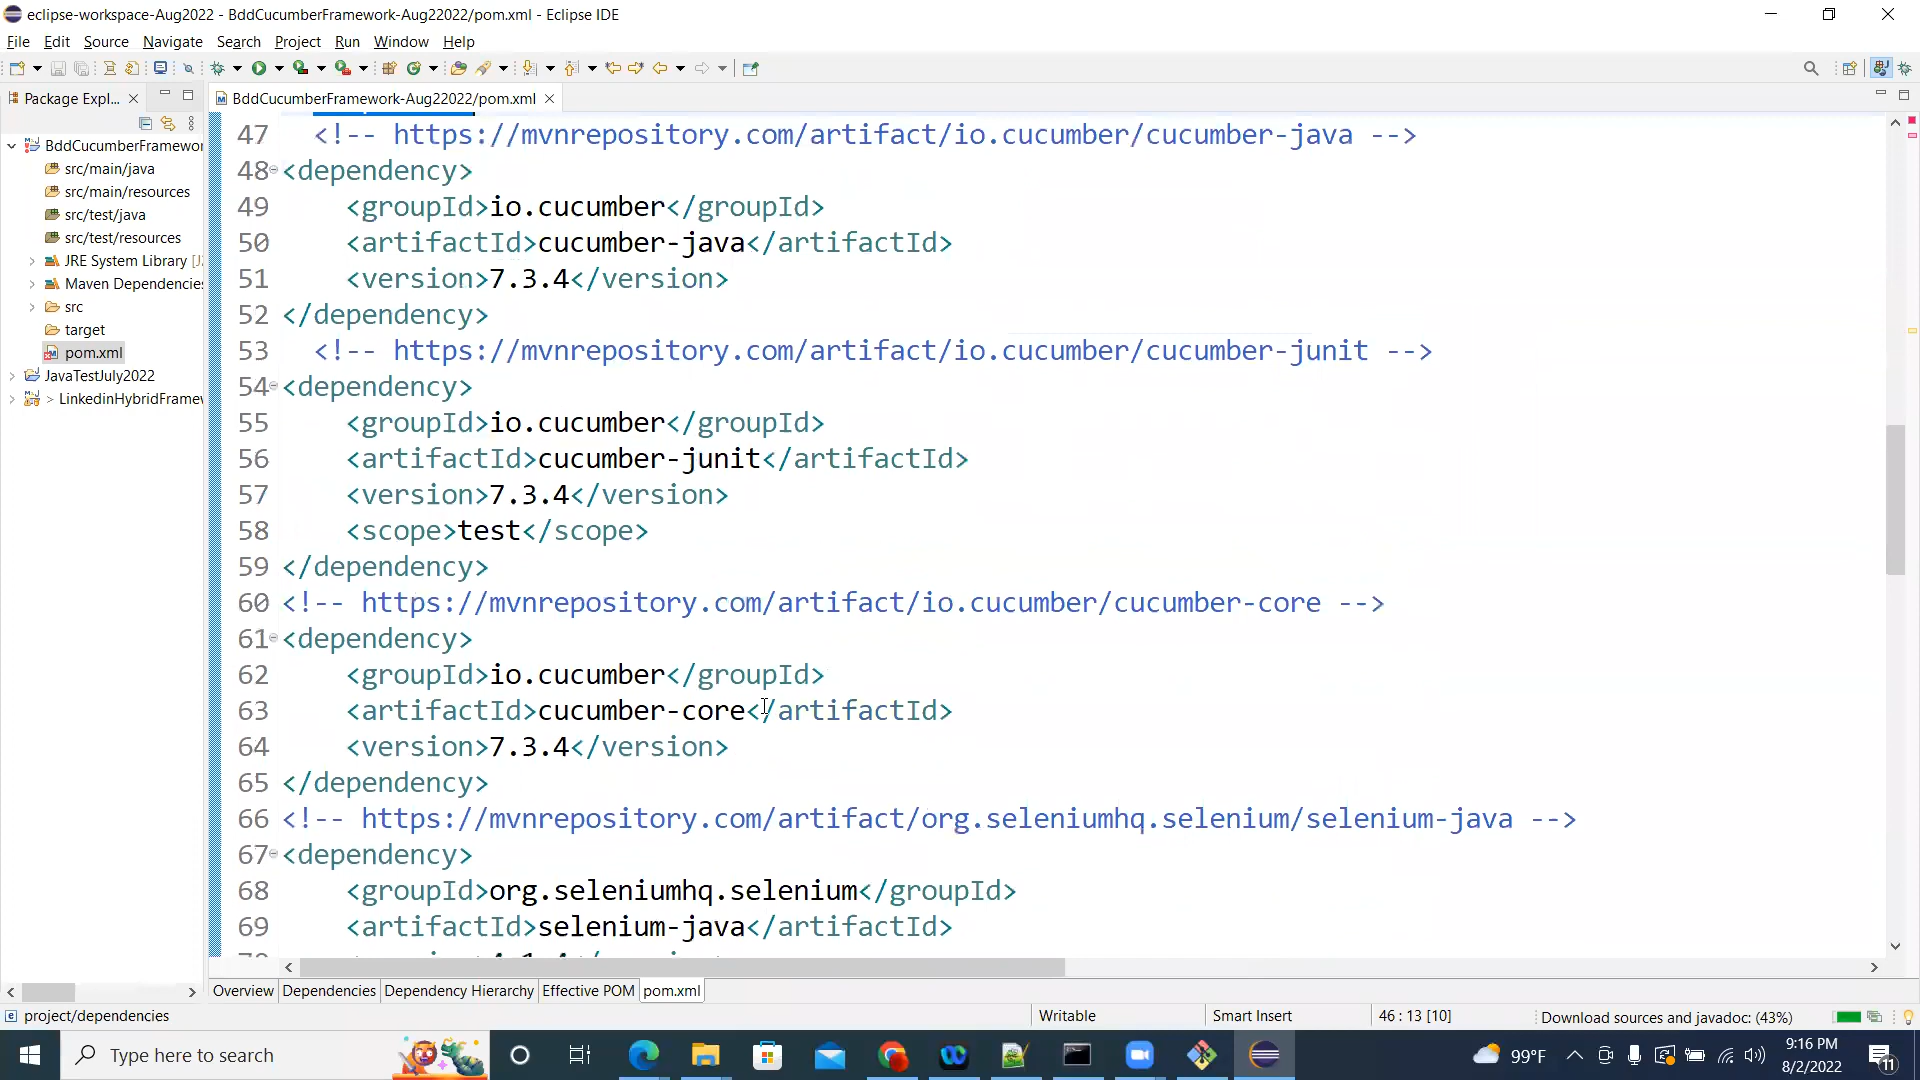 eclipse-workspace-Aug2022 - BddCucumberFramework-Aug22022/pom.xml - Eclipse IDE
File Edit Source Navigate Search Project Run Window Help
Package Expl...
BddCucumberFramework-Aug22022/pom.xml
BddCucumberFramewor
src/main/java
src/main/resources
src/test/java
src/test/resources
JRE System Library [J
Maven Dependencies
src
target
pom.xml
JavaTestJuly2022
> LinkedinHybridFramew
47 <!-- https://mvnrepository.com/artifact/io.cucumber/cucumber-java -->
48 <dependency>
49 <groupId>io.cucumber</groupId>
50 <artifactId>cucumber-java</artifactId>
51 <version>7.3.4</version>
52 </dependency>
53 <!-- https://mvnrepository.com/artifact/io.cucumber/cucumber-junit -->
54 <dependency>
55 <groupId>io.cucumber</groupId>
56 <artifactId>cucumber-junit</artifactId>
57 <version>7.3.4</version>
58 <scope>test</scope>
59 </dependency>
60 <!-- https://mvnrepository.com/artifact/io.cucumber/cucumber-core -->
61 <dependency>
62 <groupId>io.cucumber</groupId>
63 <artifactId>cucumber-core</artifactId>
64 <version>7.3.4</version>
65 </dependency>
66 <!-- https://mvnrepository.com/artifact/org.seleniumhq.selenium/selenium-java -->
67 <dependency>
68 <groupId>org.seleniumhq.selenium</groupId>
69 <artifactId>selenium-java</artifactId>
Overview Dependencies Dependency Hierarchy Effective POM pom.xml
project/dependencies Writable Smart Insert 46 : 13 [10] Download sources and javadoc: (43%)
Type here to search 99°F 9:16 PM
8/2/2022 11